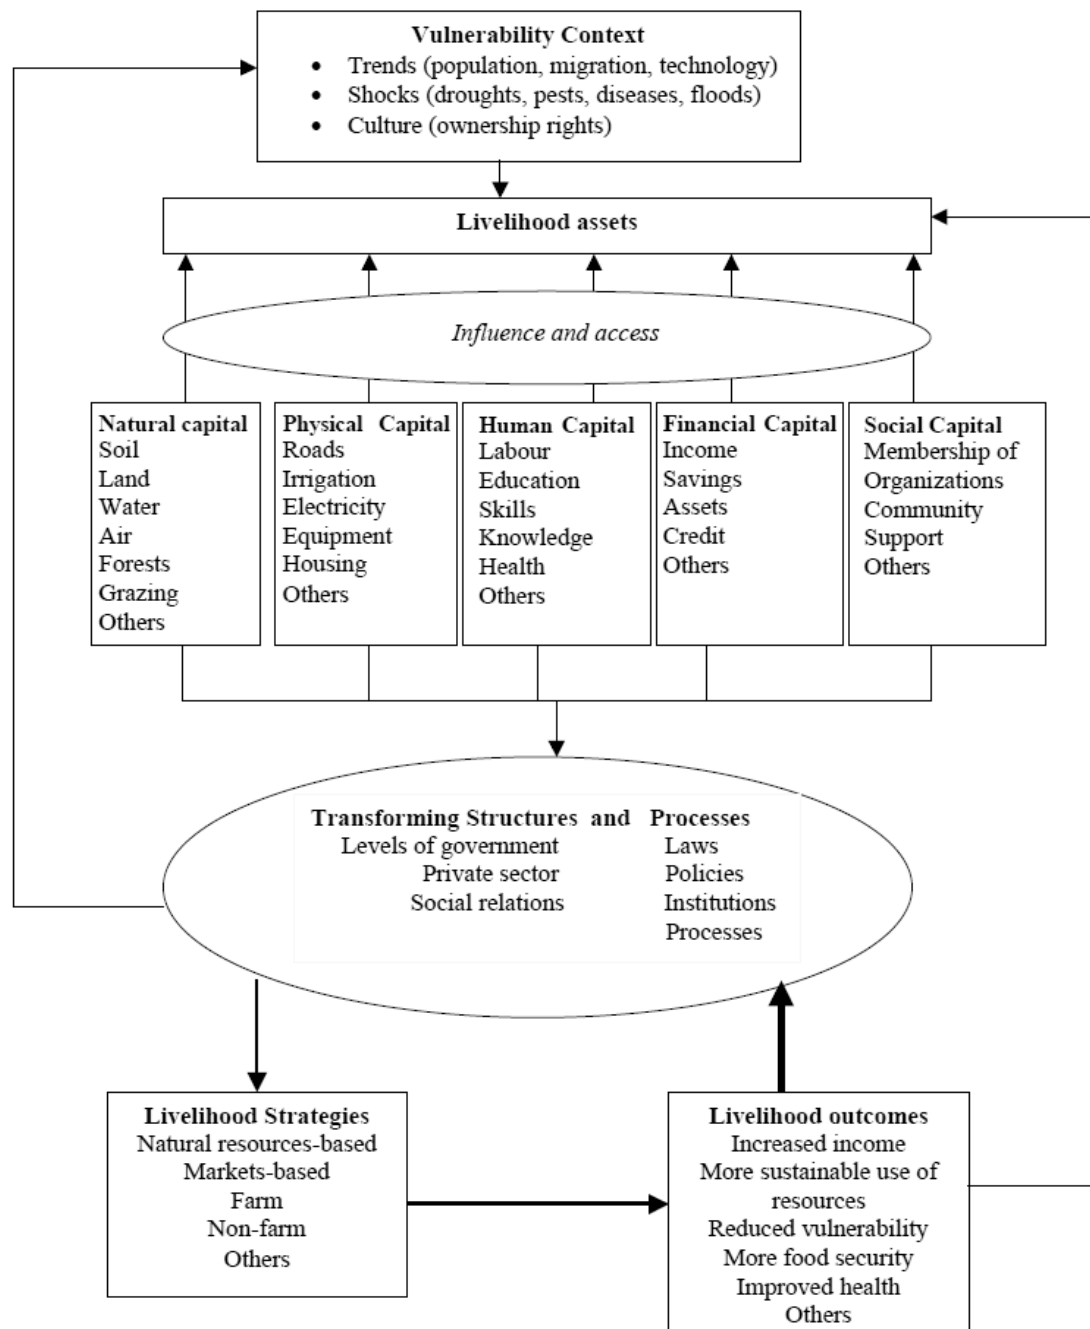 Vulnerability Context
• Trends (population, migration, technology)
• Shocks (droughts, pests, diseases, floods)
• Culture (ownership rights)
Livelihood assets
Influence and access
Natural capital
Soil
Land
Water
Air
Forests
Grazing
Others
Physical Capital
Roads
Irrigation
Electricity
Equipment
Housing
Others
Human Capital
Labour
Education
Skills
Knowledge
Health
Others
Financial Capital
Income
Savings
Assets
Credit
Others
Social Capital
Membership of
Organizations
Community
Support
Others
Transforming Structures and Processes
Levels of government Laws
Private sector Policies
Social relations Institutions
Processes
Livelihood Strategies
Natural resources-based
Markets-based
Farm
Non-farm
Others
Livelihood outcomes
Increased income
More sustainable use of
resources
Reduced vulnerability
More food security
Improved health
Others